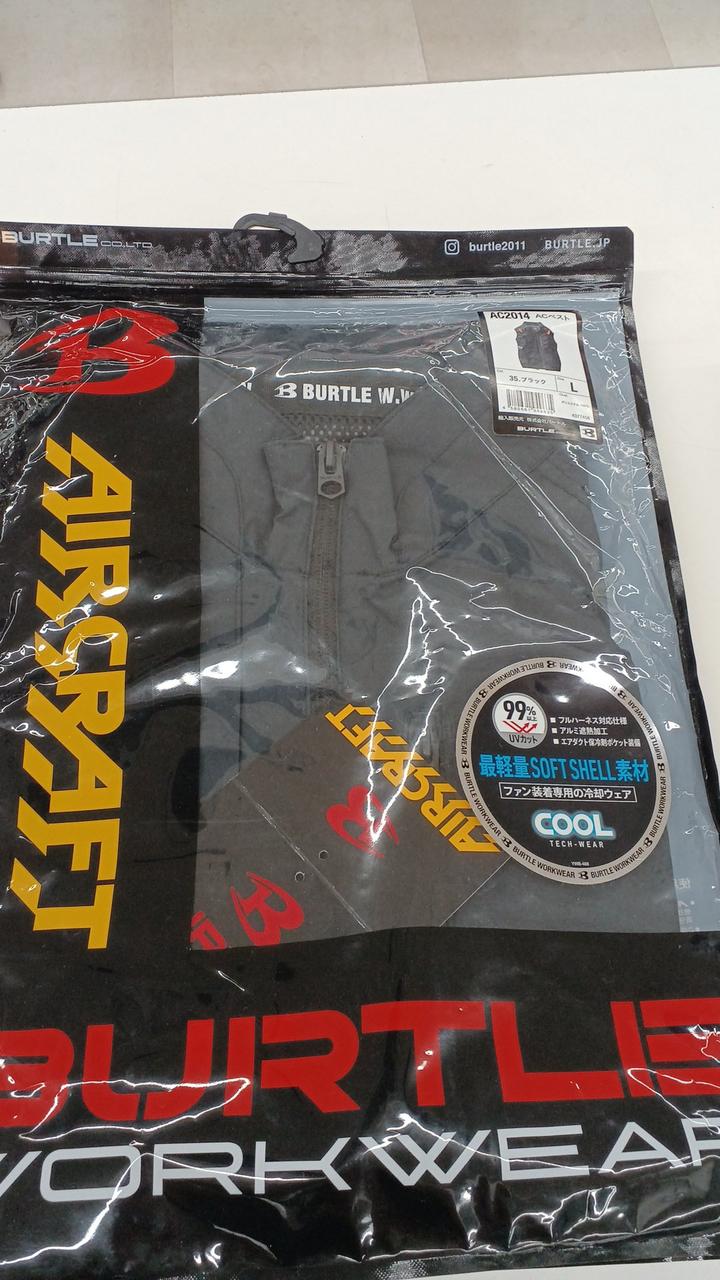 BURTLE CO.LTD
burtle2011 BURTLE.JP
AC2014 ACベスト
35.ブラック L
BURTLE
B BURTLE W.W
AIRCRAFT
AIRCRAFT
99%以上
UVカット
■ フルハーネス対応仕様
■ アルミ遮熱加工
■ エアダクト保冷剤ポケット装備
最軽量SOFT SHELL素材
ファン装着専用の冷却ウェア
COOL
TECH-WEAR
BURTLE WORKWEAR
BURTLE
WORKWEAR